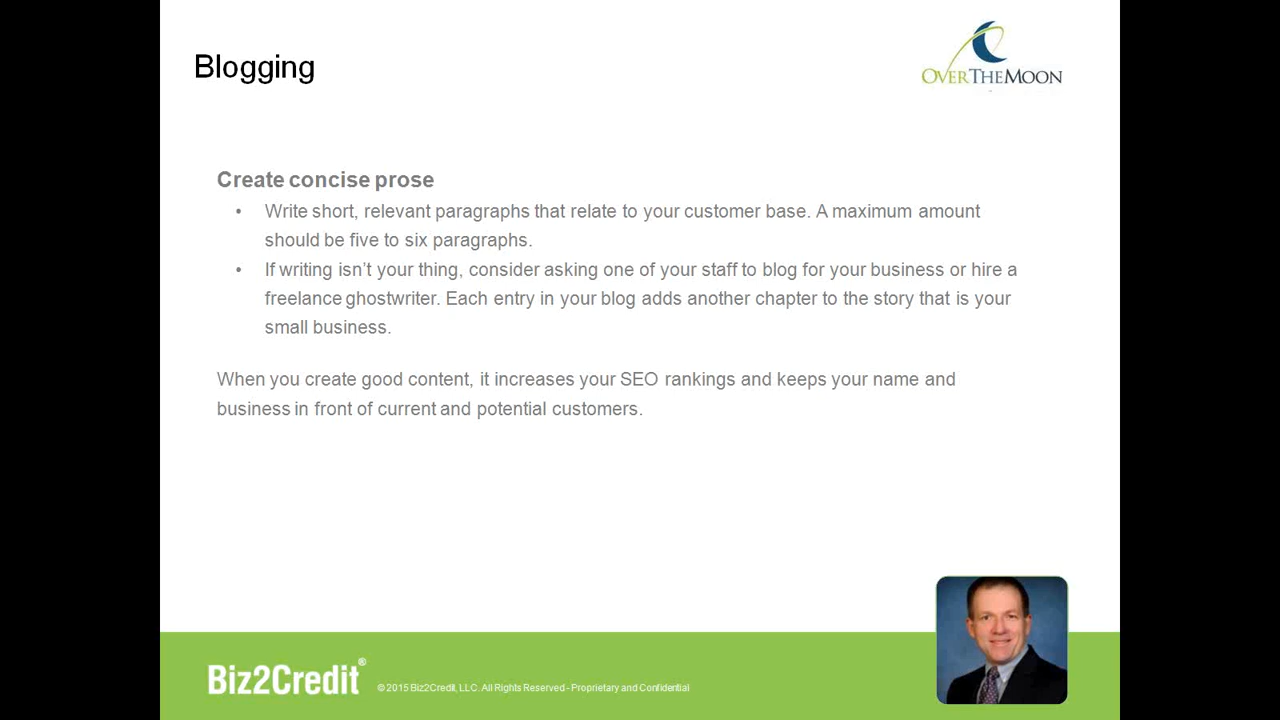 Blogging
OVERTHEMOON
Create concise prose
• Write short, relevant paragraphs that relate to your customer base. A maximum amount
should be five to six paragraphs.
• If writing isn't your thing, consider asking one of your staff to blog for your business or hire a
freelance ghostwriter. Each entry in your blog adds another chapter to the story that is your
small business.
When you create good content, it increases your SEO rankings and keeps your name and
business in front of current and potential customers.
Biz2Credit® © 2015 Biz2Credit, LLC. All Rights Reserved - Proprietary and Confidential